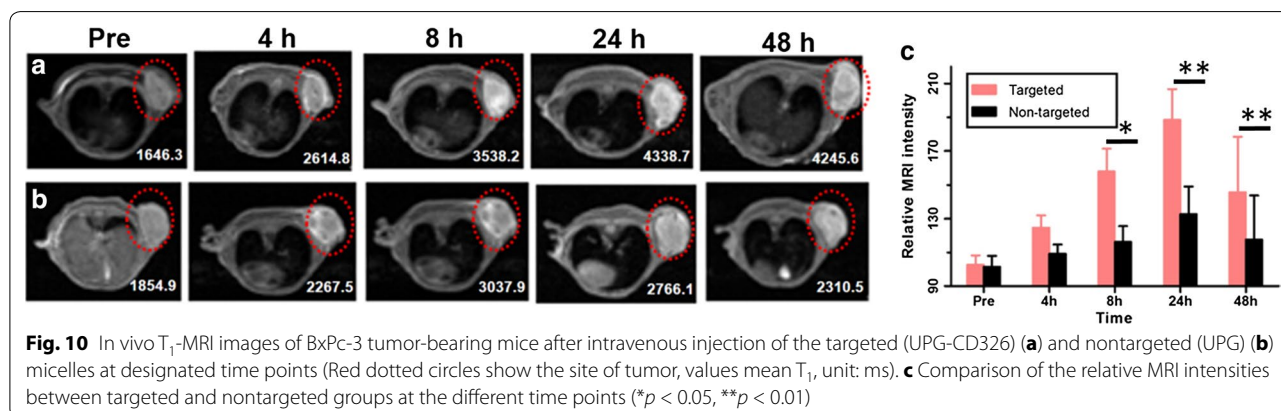 Pre 4 h 8 h 24 h 48 h
a
1646.3 2614.8 3538.2 4338.7 4245.6
b
1854.9 2267.5 3037.9 2766.1 2310.5
c
Relative MRI intensity
210
170
130
90
Targeted
Non-targeted
* ** **
Pre 4h 8h 24h 48h
Time
Fig. 10 In vivo T₁-MRI images of BxPc-3 tumor-bearing mice after intravenous injection of the targeted (UPG-CD326) (a) and nontargeted (UPG) (b)
micelles at designated time points (Red dotted circles show the site of tumor, values mean T₁, unit: ms). c Comparison of the relative MRI intensities
between targeted and nontargeted groups at the different time points (*p < 0.05, **p < 0.01)